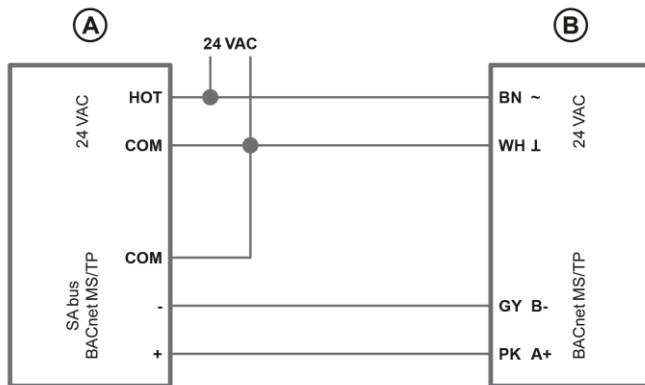 A
24 VAC
B
24 VAC
HOT
BN ~
24 VAC
COM
WH ⊥
COM
SA bus
BACnet MS/TP
-
GY B-
BACnet MS/TP
+
PK A+